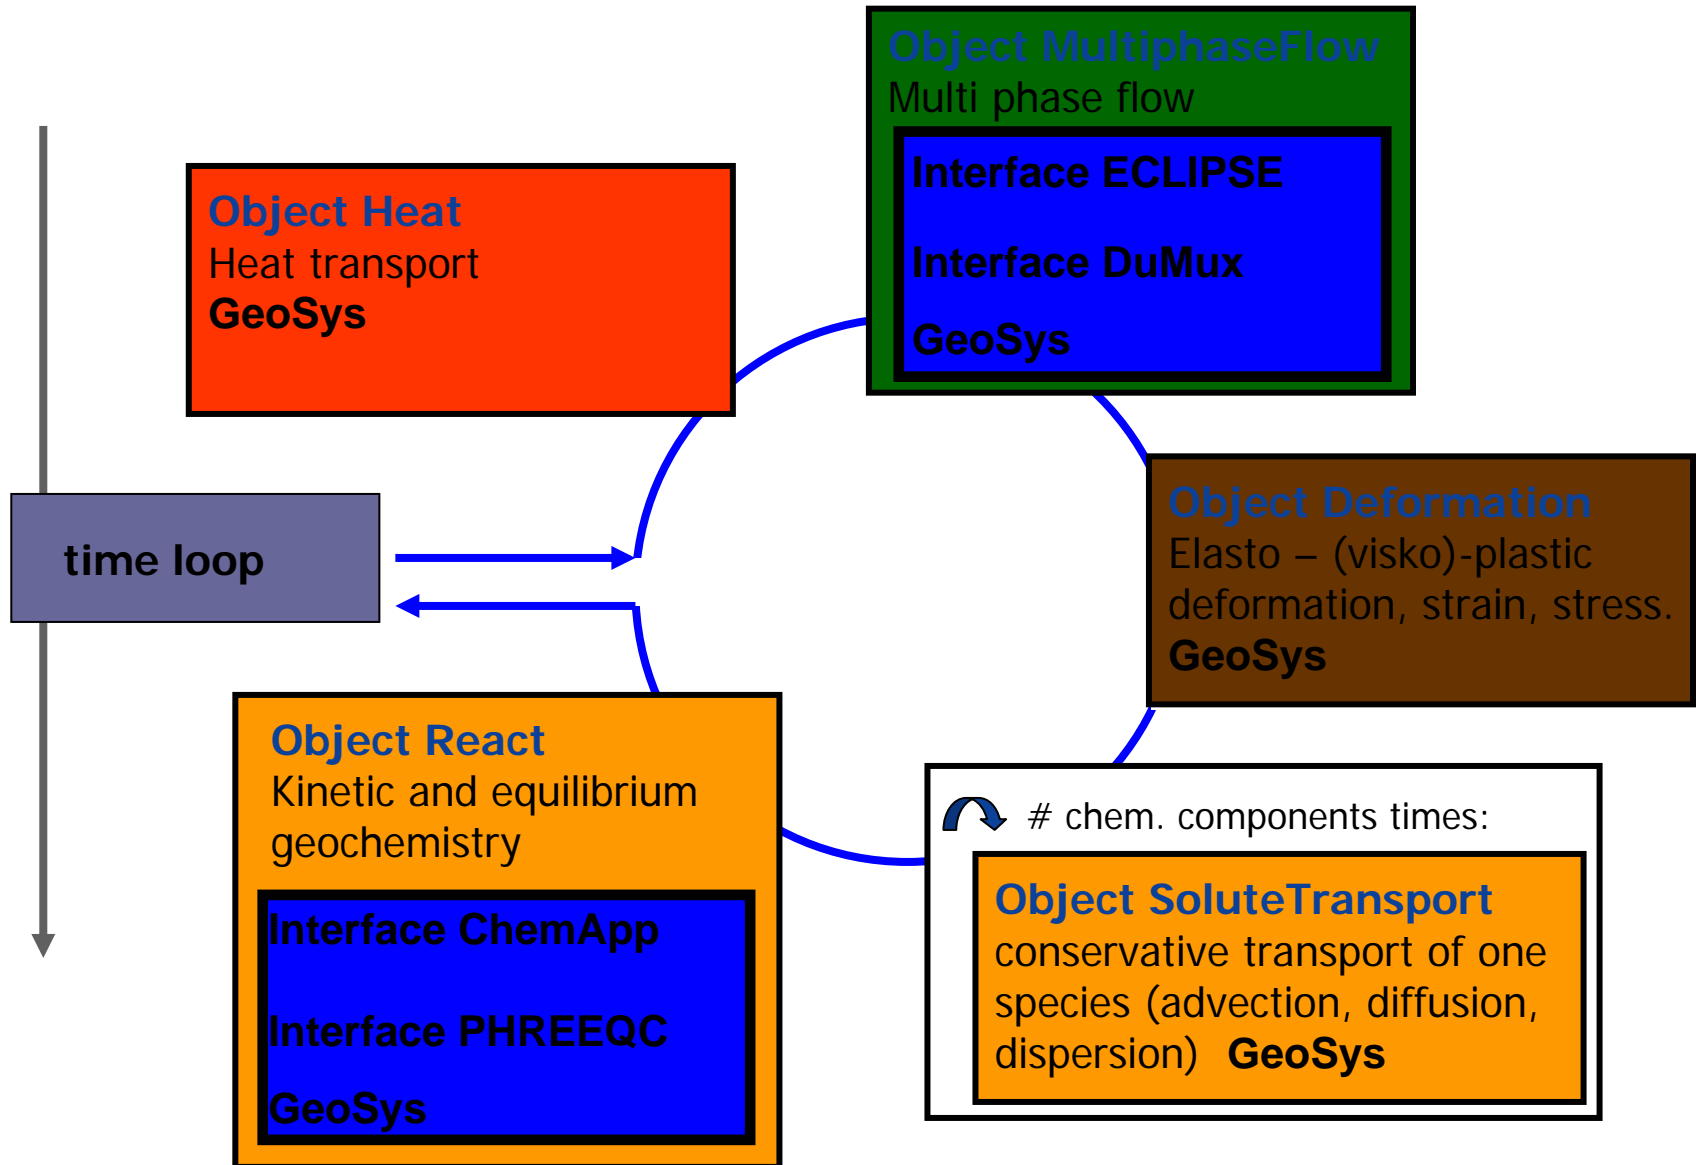 Object MultiphaseFlow
Multi phase flow
Interface ECLIPSE
Interface DuMux
GeoSys
Object Heat
Heat transport
GeoSys
time loop
Object Deformation
Elasto – (visko)-plastic
deformation, strain, stress.
GeoSys
Object React
Kinetic and equilibrium
geochemistry
Interface ChemApp
Interface PHREEQC
GeoSys
# chem. components times:
Object SoluteTransport
conservative transport of one
species (advection, diffusion,
dispersion) GeoSys